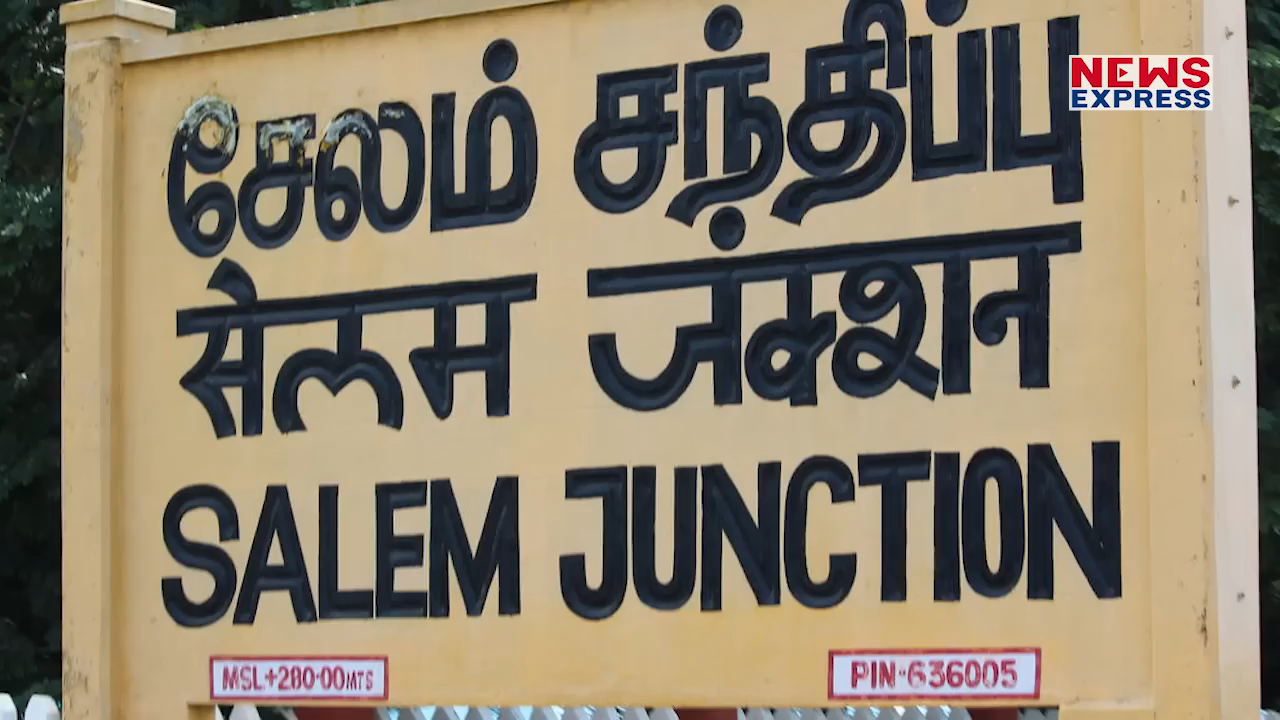 NEWS
EXPRESS
சேலம் சந்திப்பு
सेलम जंक्शन
SALEM JUNCTION
MSL+280·00MTS
PIN-636005